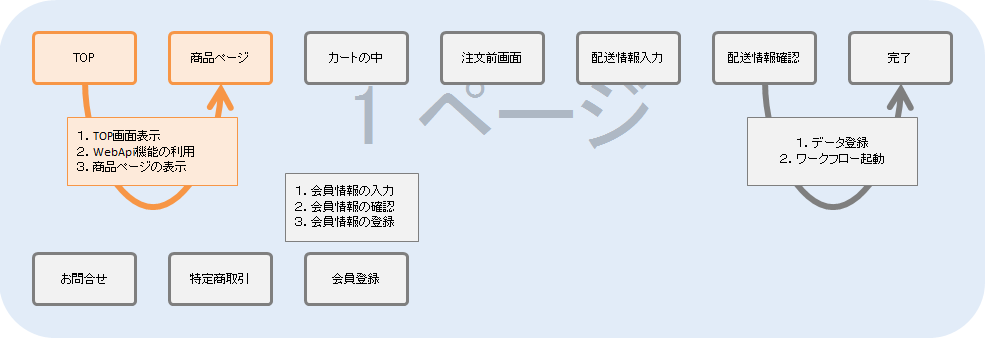 TOP
商品ページ
カートの中
注文前画面
配送情報入力
配送情報確認
完了
1 ページ
1. TOP画面表示
2. WebApi機能の利用
3. 商品ページの表示
1. データ登録
2. ワークフロー起動
1. 会員情報の入力
2. 会員情報の確認
3. 会員情報の登録
お問合せ
特定商取引
会員登録